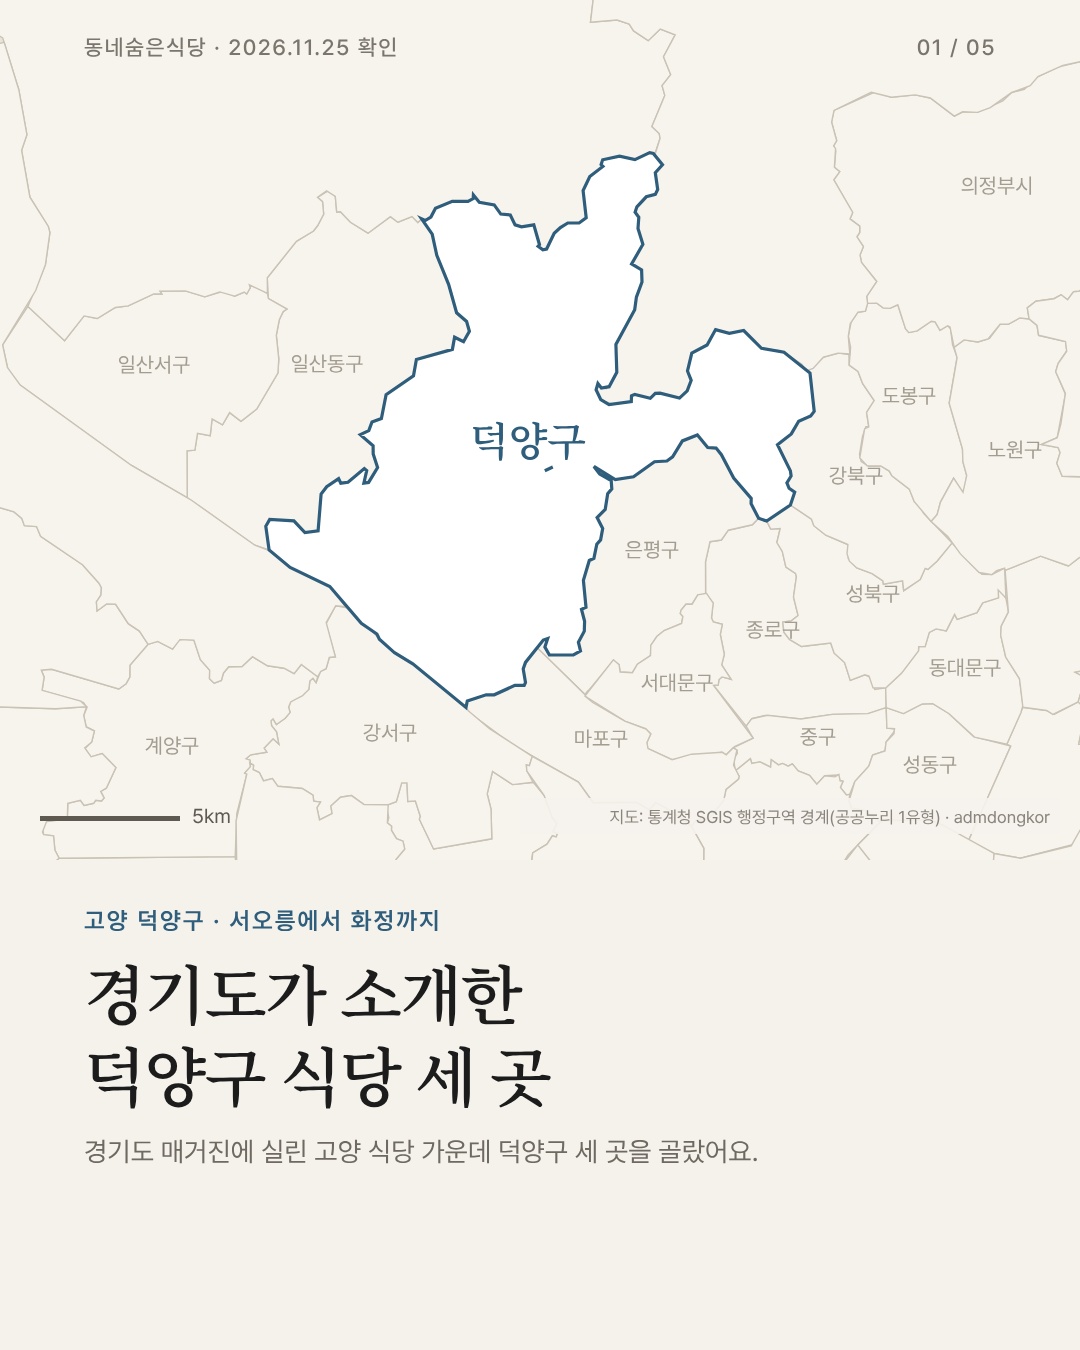 동네숨은식당 · 2026.11.25 확인
01 / 05
의정부시
일산서구
일산동구
도봉구
덕양구
노원구
강북구
은평구
성북구
종로구
동대문구
서대문구
강서구
마포구
중구
계양구
성동구
5km
지도: 통계청 SGIS 행정구역 경계(공공누리 1유형) · admdongkor
고양 덕양구 · 서오릉에서 화정까지
경기도가 소개한
덕양구 식당 세 곳
경기도 매거진에 실린 고양 식당 가운데 덕양구 세 곳을 골랐어요.